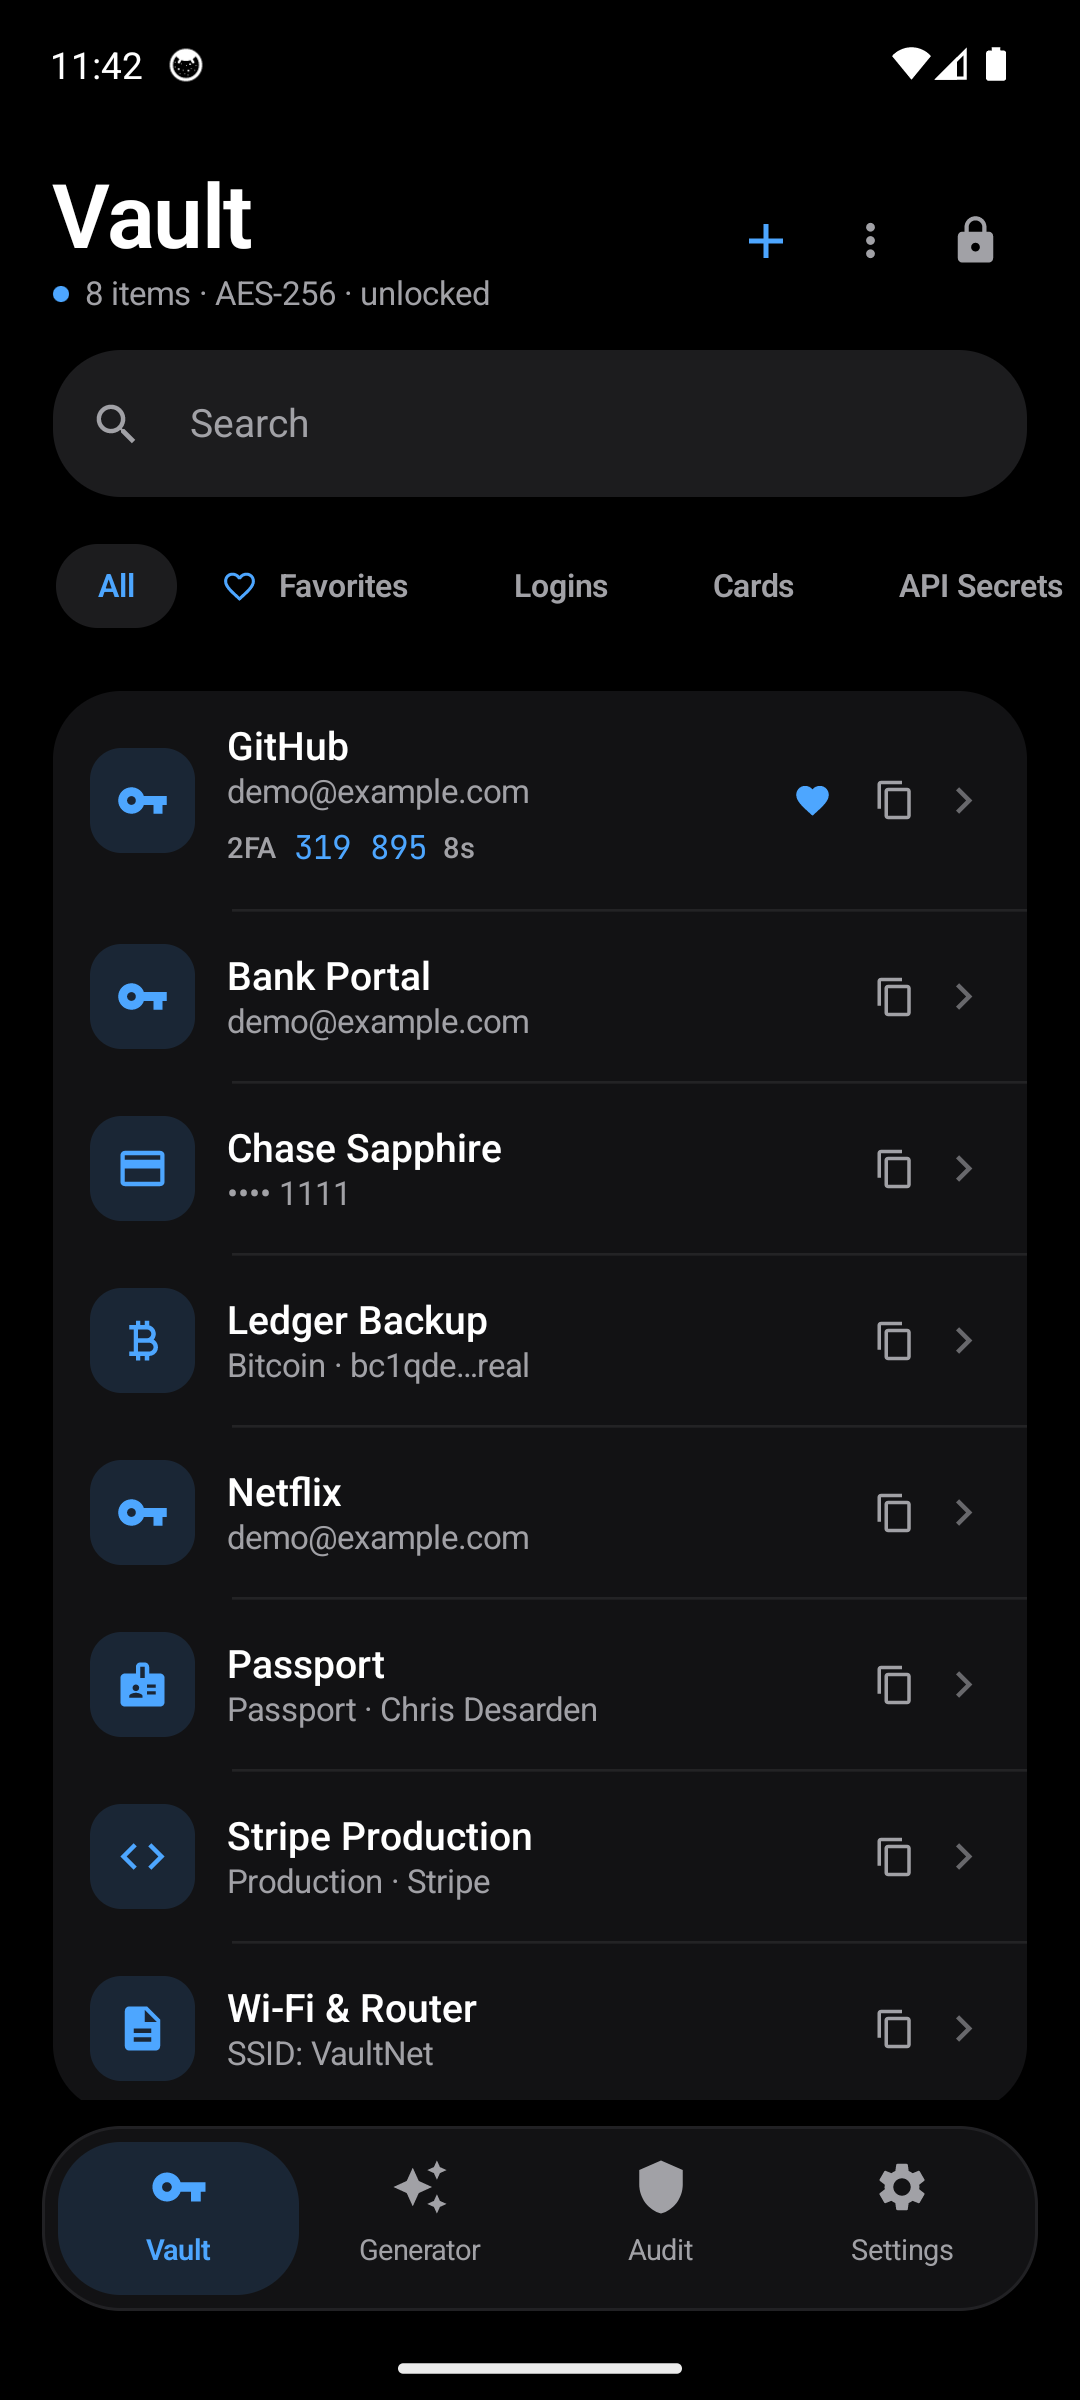 11:42
Vault
8 items · AES-256 · unlocked
Search
All
Favorites
Logins
Cards
API Secrets
GitHub
demo@example.com
2FA 319 895 8s
Bank Portal
demo@example.com
Chase Sapphire
•••• 1111
Ledger Backup
Bitcoin · bc1qde…real
Netflix
demo@example.com
Passport
Passport · Chris Desarden
Stripe Production
Production · Stripe
Wi-Fi & Router
SSID: VaultNet
Vault
Generator
Audit
Settings